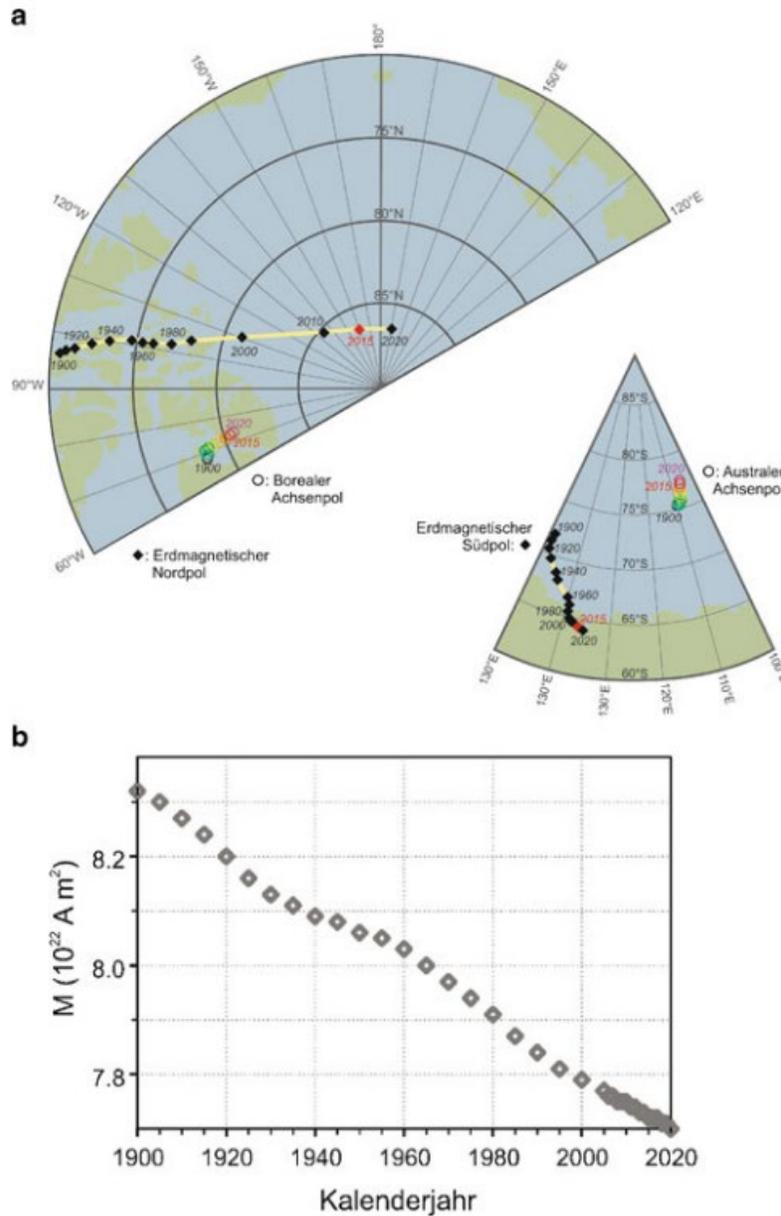 a
180°
150°W
150°E
75°N
120°W
120°E
80°N
85°N
1920
1940
1980
2010
1900
1960
2000
2015
2020
90°W
85°S
2020
2015
1900
80°S
2020
2015
: Borealer
Achsenpol
: Australer
Achsenpol
1900
75°S
Erdmagnetischer
Südpol:
1900
1920
: Erdmagnetischer
Nordpol
60°W
70°S
1940
1960
1980
2000
2015
2020
65°S
130°E
130°E
130°E
60°S
120°E
110°E
b
M (10²² A m²)
8.2
8.0
7.8
1900
1920
1940
1960
1980
2000
2020
Kalenderjahr